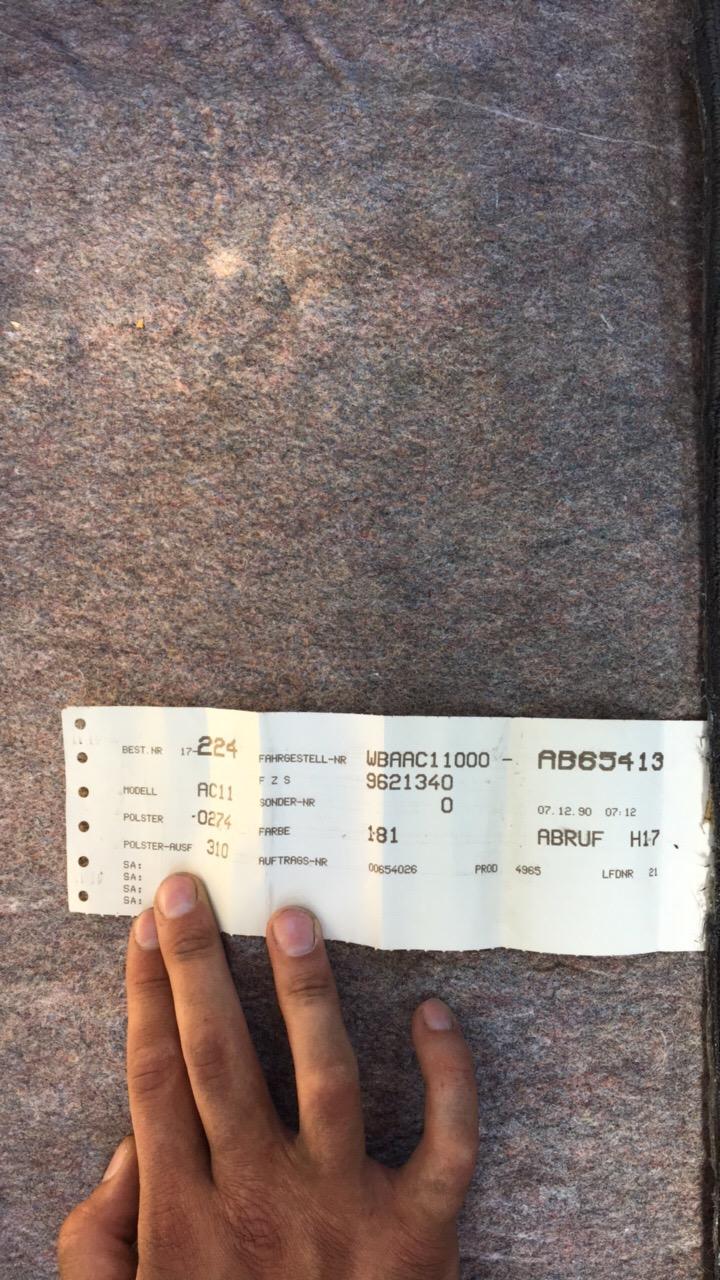 BEST.NR 17-224 FAHRGESTELL-NR WBAAC11000 - AB65413
F Z S 9621340
MODELL AC11 SONDER-NR 0 07.12.90 07:12
POLSTER -0274 FARBE 181 ABRUF H17
POLSTER-AUSF 310 AUFTRAGS-NR 00654026 PROD 4965 LFDNR 21
SA:
SA:
SA:
SA: